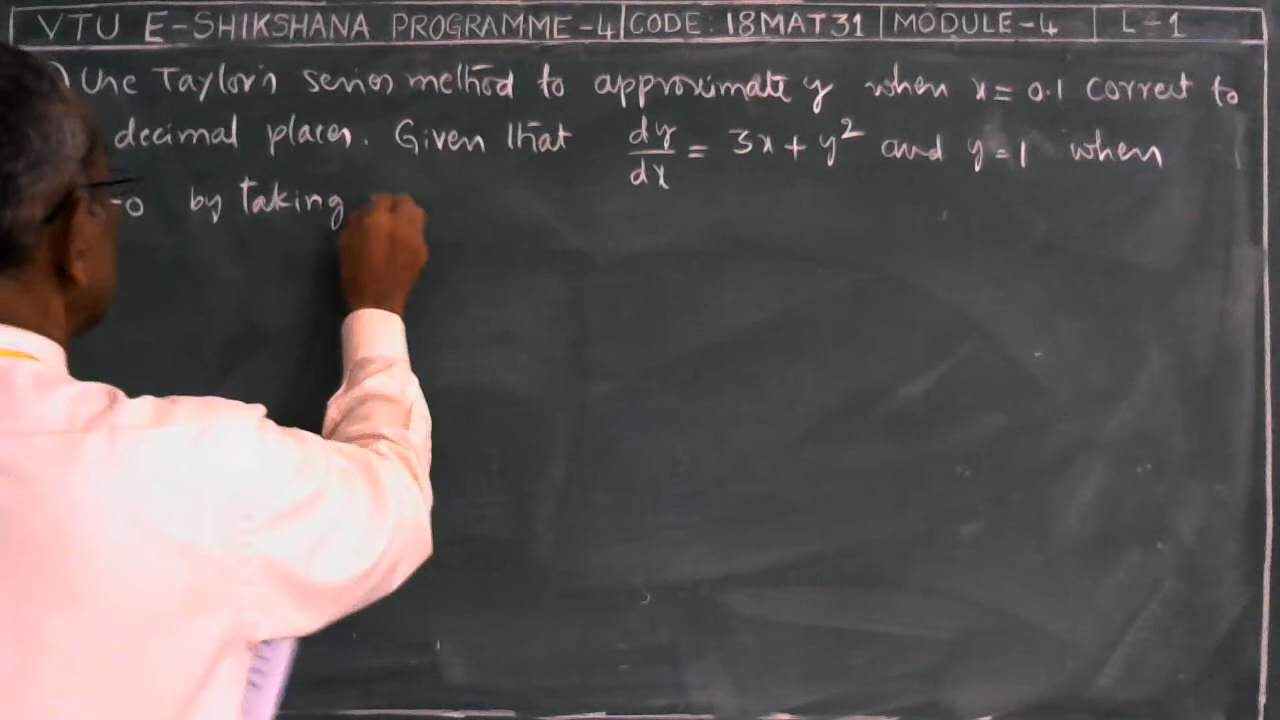 VTU E-SHIKSHANA PROGRAMME-4 | CODE: 18MAT31 | MODULE-4 | L-1
) Use Taylor's series method to approximate y when x = 0.1 correct to
decimal places. Given that dy/dx = 3x + y² and y = 1 when
=0 by taking